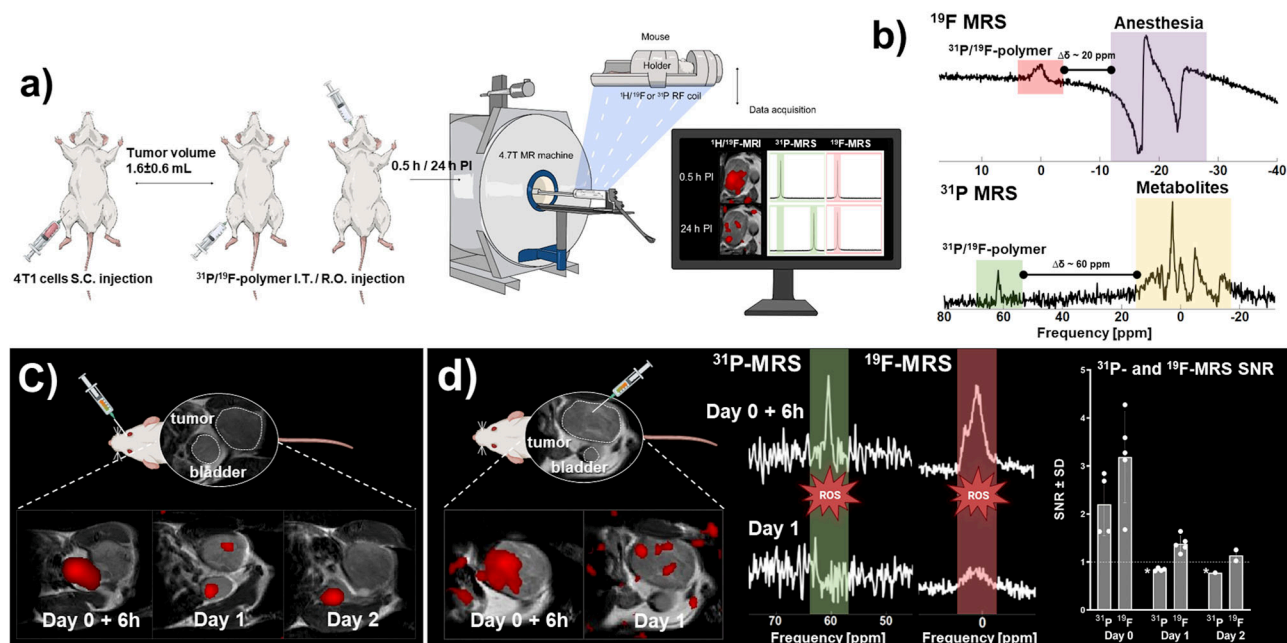 a)
Tumor volume
1.6±0.6 mL
4T1 cells S.C. injection
³¹P/¹⁹F-polymer I.T. / R.O. injection
0.5 h / 24 h PI
Mouse
Holder
¹H/¹⁹F or ³¹P RF coil
Data acquisition
4.7T MR machine
¹H/¹⁹F-MRI ³¹P-MRS ¹⁹F-MRS
0.5 h PI
24 h PI
b)
¹⁹F MRS
Anesthesia
³¹P/¹⁹F-polymer
Δδ ~ 20 ppm
10 0 -10 -20 -30 -40
³¹P MRS
Metabolites
³¹P/¹⁹F-polymer
Δδ ~ 60 ppm
80 60 40 20 0 -20
Frequency [ppm]
C)
tumor
bladder
Day 0 + 6h
Day 1
Day 2
d)
tumor
bladder
Day 0 + 6h
Day 1
³¹P-MRS
¹⁹F-MRS
Day 0 + 6h
ROS
ROS
Day 1
70 60 50
0
Frequency [ppm]
Frequency [ppm]
³¹P- and ¹⁹F-MRS SNR
SNR ± SD
5
4
3
2
1
0
* *
³¹P ¹⁹F ³¹P ¹⁹F ³¹P ¹⁹F
Day 0 Day 1 Day 2